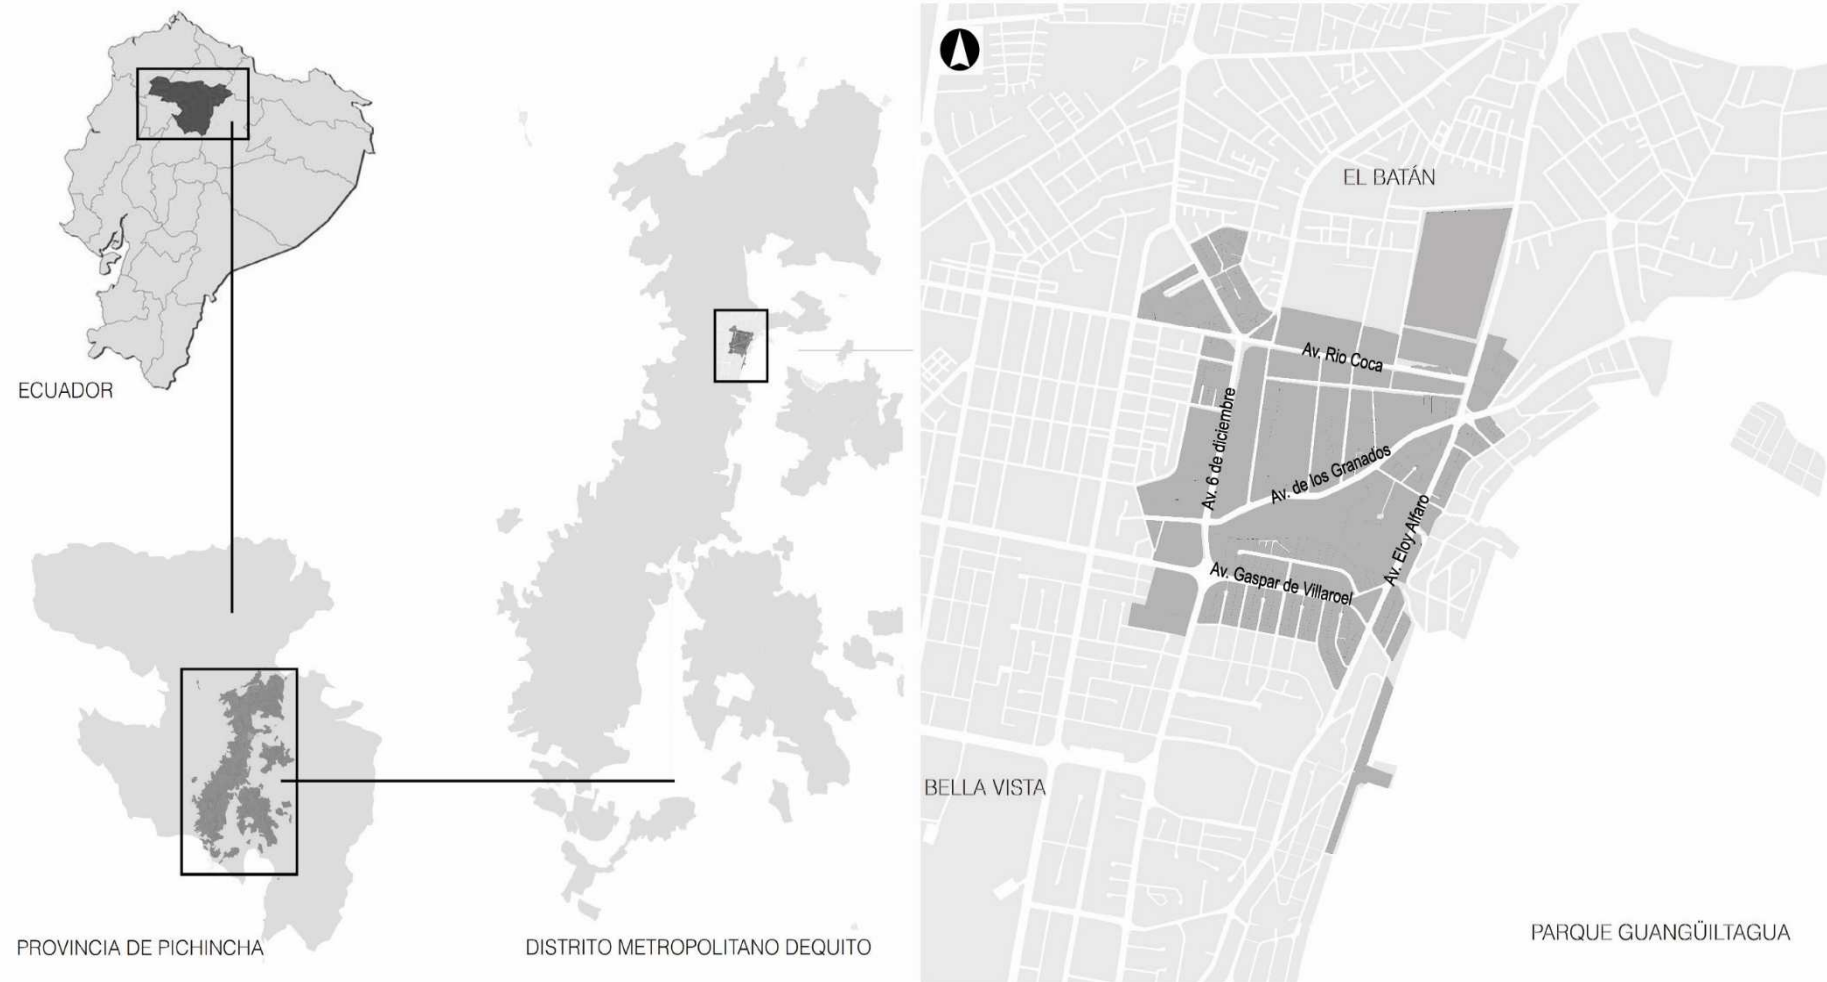 ECUADOR
PROVINCIA DE PICHINCHA
DISTRITO METROPOLITANO DEQUITO
EL BATÁN
Av. Rio Coca
Av. 6 de diciembre
Av. de los Granados
Av. Eloy Alfaro
Av. Gaspar de Villaroel
BELLA VISTA
PARQUE GUANGÜILTAGUA